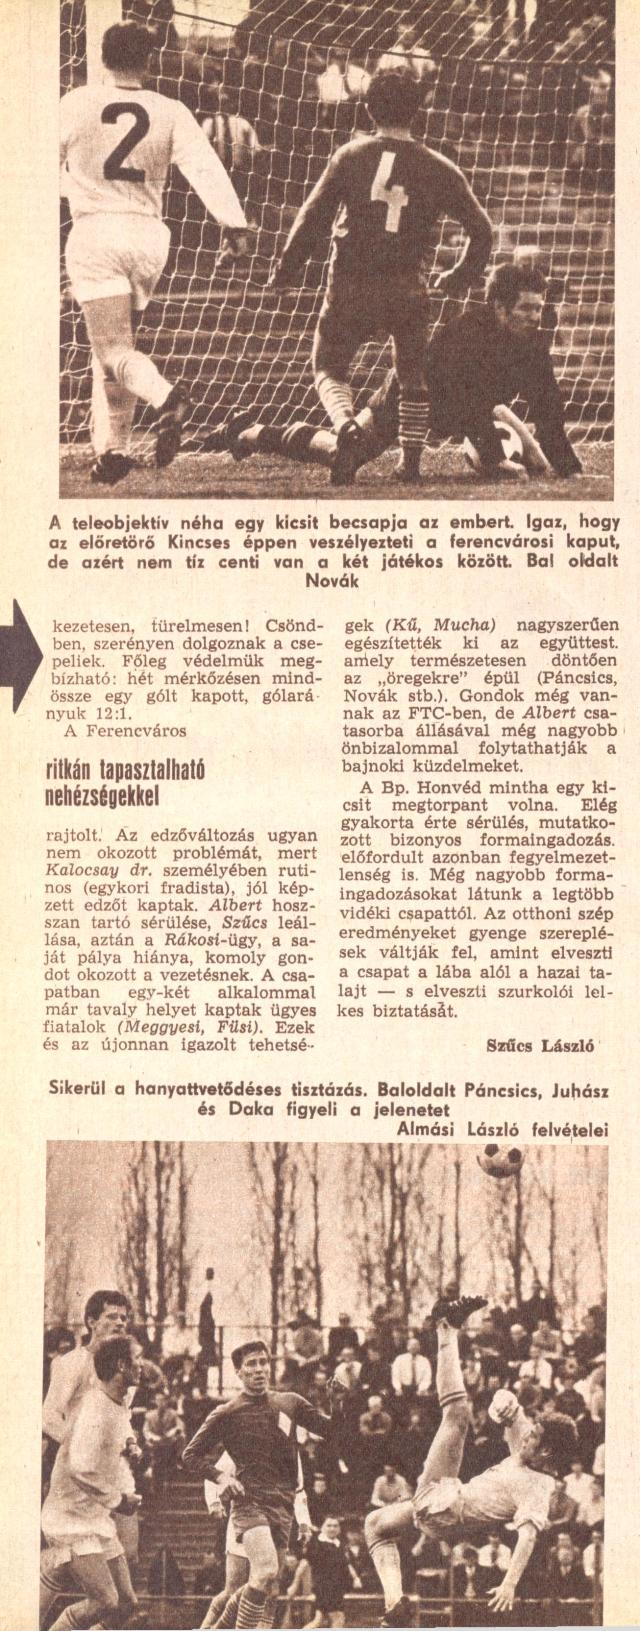 2
4
A teleobjektív néha egy kicsit becsapja az embert. Igaz, hogy
az előretörő Kincses éppen veszélyezteti a ferencvárosi kaput,
de azért nem tíz centi van a két játékos között. Bal oldalt
Novák
kezetesen, türelmesen! Csönd-
ben, szerényen dolgoznak a cse-
peliek. Főleg védelmük meg-
bízható: hét mérkőzésen mind-
össze egy gólt kapott, gólará-
nyuk 12:1.
A Ferencváros
ritkán tapasztalható
nehézségekkel
rajtolt. Az edzőváltozás ugyan
nem okozott problémát, mert
Kalocsay dr. személyében ruti-
nos (egykori fradista), jól kép-
zett edzőt kaptak. Albert hosz-
szan tartó sérülése, Szűcs leál-
lása, aztán a Rákosi-ügy, a sa-
ját pálya hiánya, komoly gon-
dot okozott a vezetésnek. A csa-
patban egy-két alkalommal
már tavaly helyet kaptak ügyes
fiatalok (Meggyesi, Füsi). Ezek
és az újonnan igazolt tehetsé-
gek (Kű, Mucha) nagyszerűen
egészítették ki az együttest.
amely természetesen döntően
az „öregekre” épül (Páncsics,
Novák stb.). Gondok még van-
nak az FTC-ben, de Albert csa-
tasorba állásával még nagyobb
önbizalommal folytathatják a
bajnoki küzdelmeket.
A Bp. Honvéd mintha egy ki-
csit megtorpant volna. Elég
gyakorta érte sérülés, mutatko-
zott bizonyos formaingadozás.
előfordult azonban fegyelmezet-
lenség is. Még nagyobb forma-
ingadozásokat látunk a legtöbb
vidéki csapattól. Az otthoni szép
eredményeket gyenge szereplé-
sek váltják fel, amint elveszti
a csapat a lába alól a hazai ta-
lajt — s elveszti szurkolói lel-
kes biztatását.
Szűcs László
Sikerül a hanyattvetődéses tisztázás. Baloldalt Páncsics, Juhász
és Daka figyeli a jelenetet
Almási László felvételei